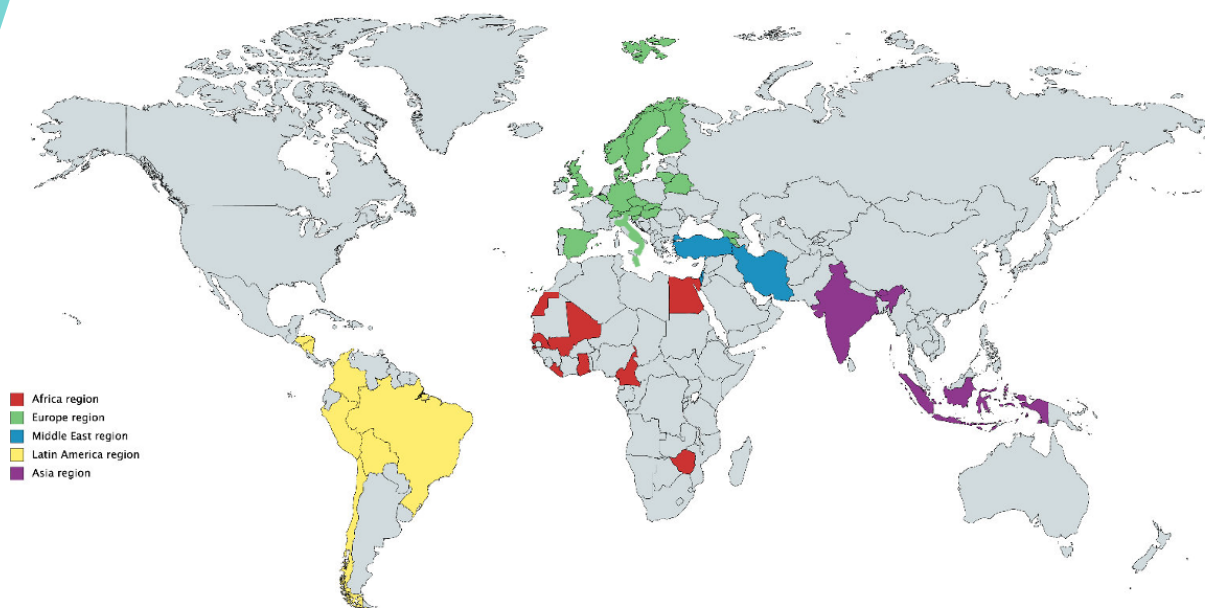 Africa region
Europe region
Middle East region
Latin America region
Asia region